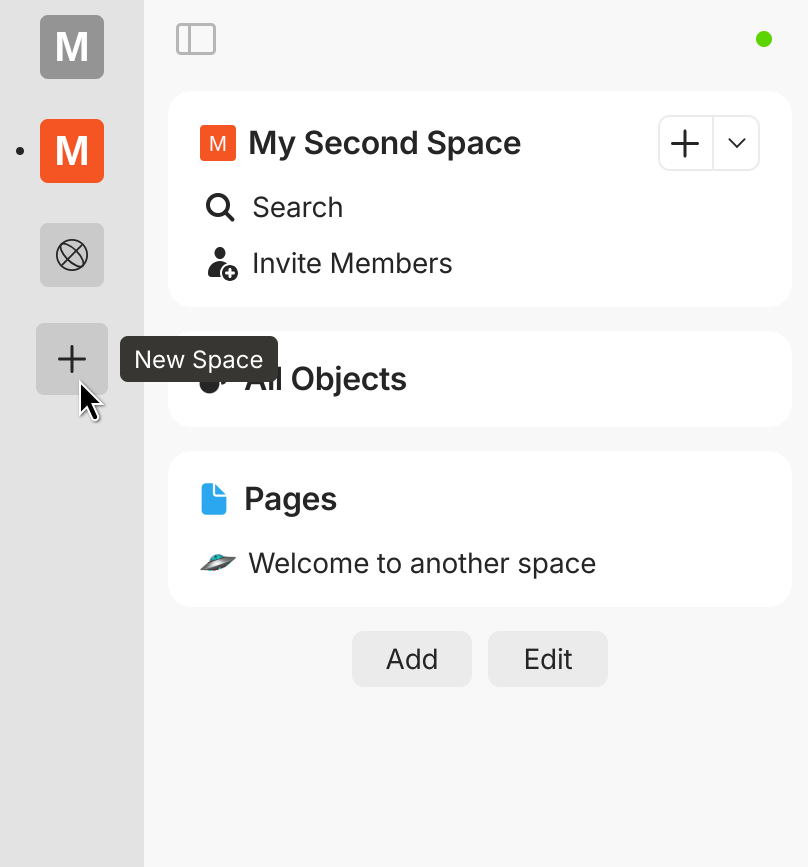 M
M
M My Second Space
Search
Invite Members
New Space
All Objects
Pages
Welcome to another space
Add Edit